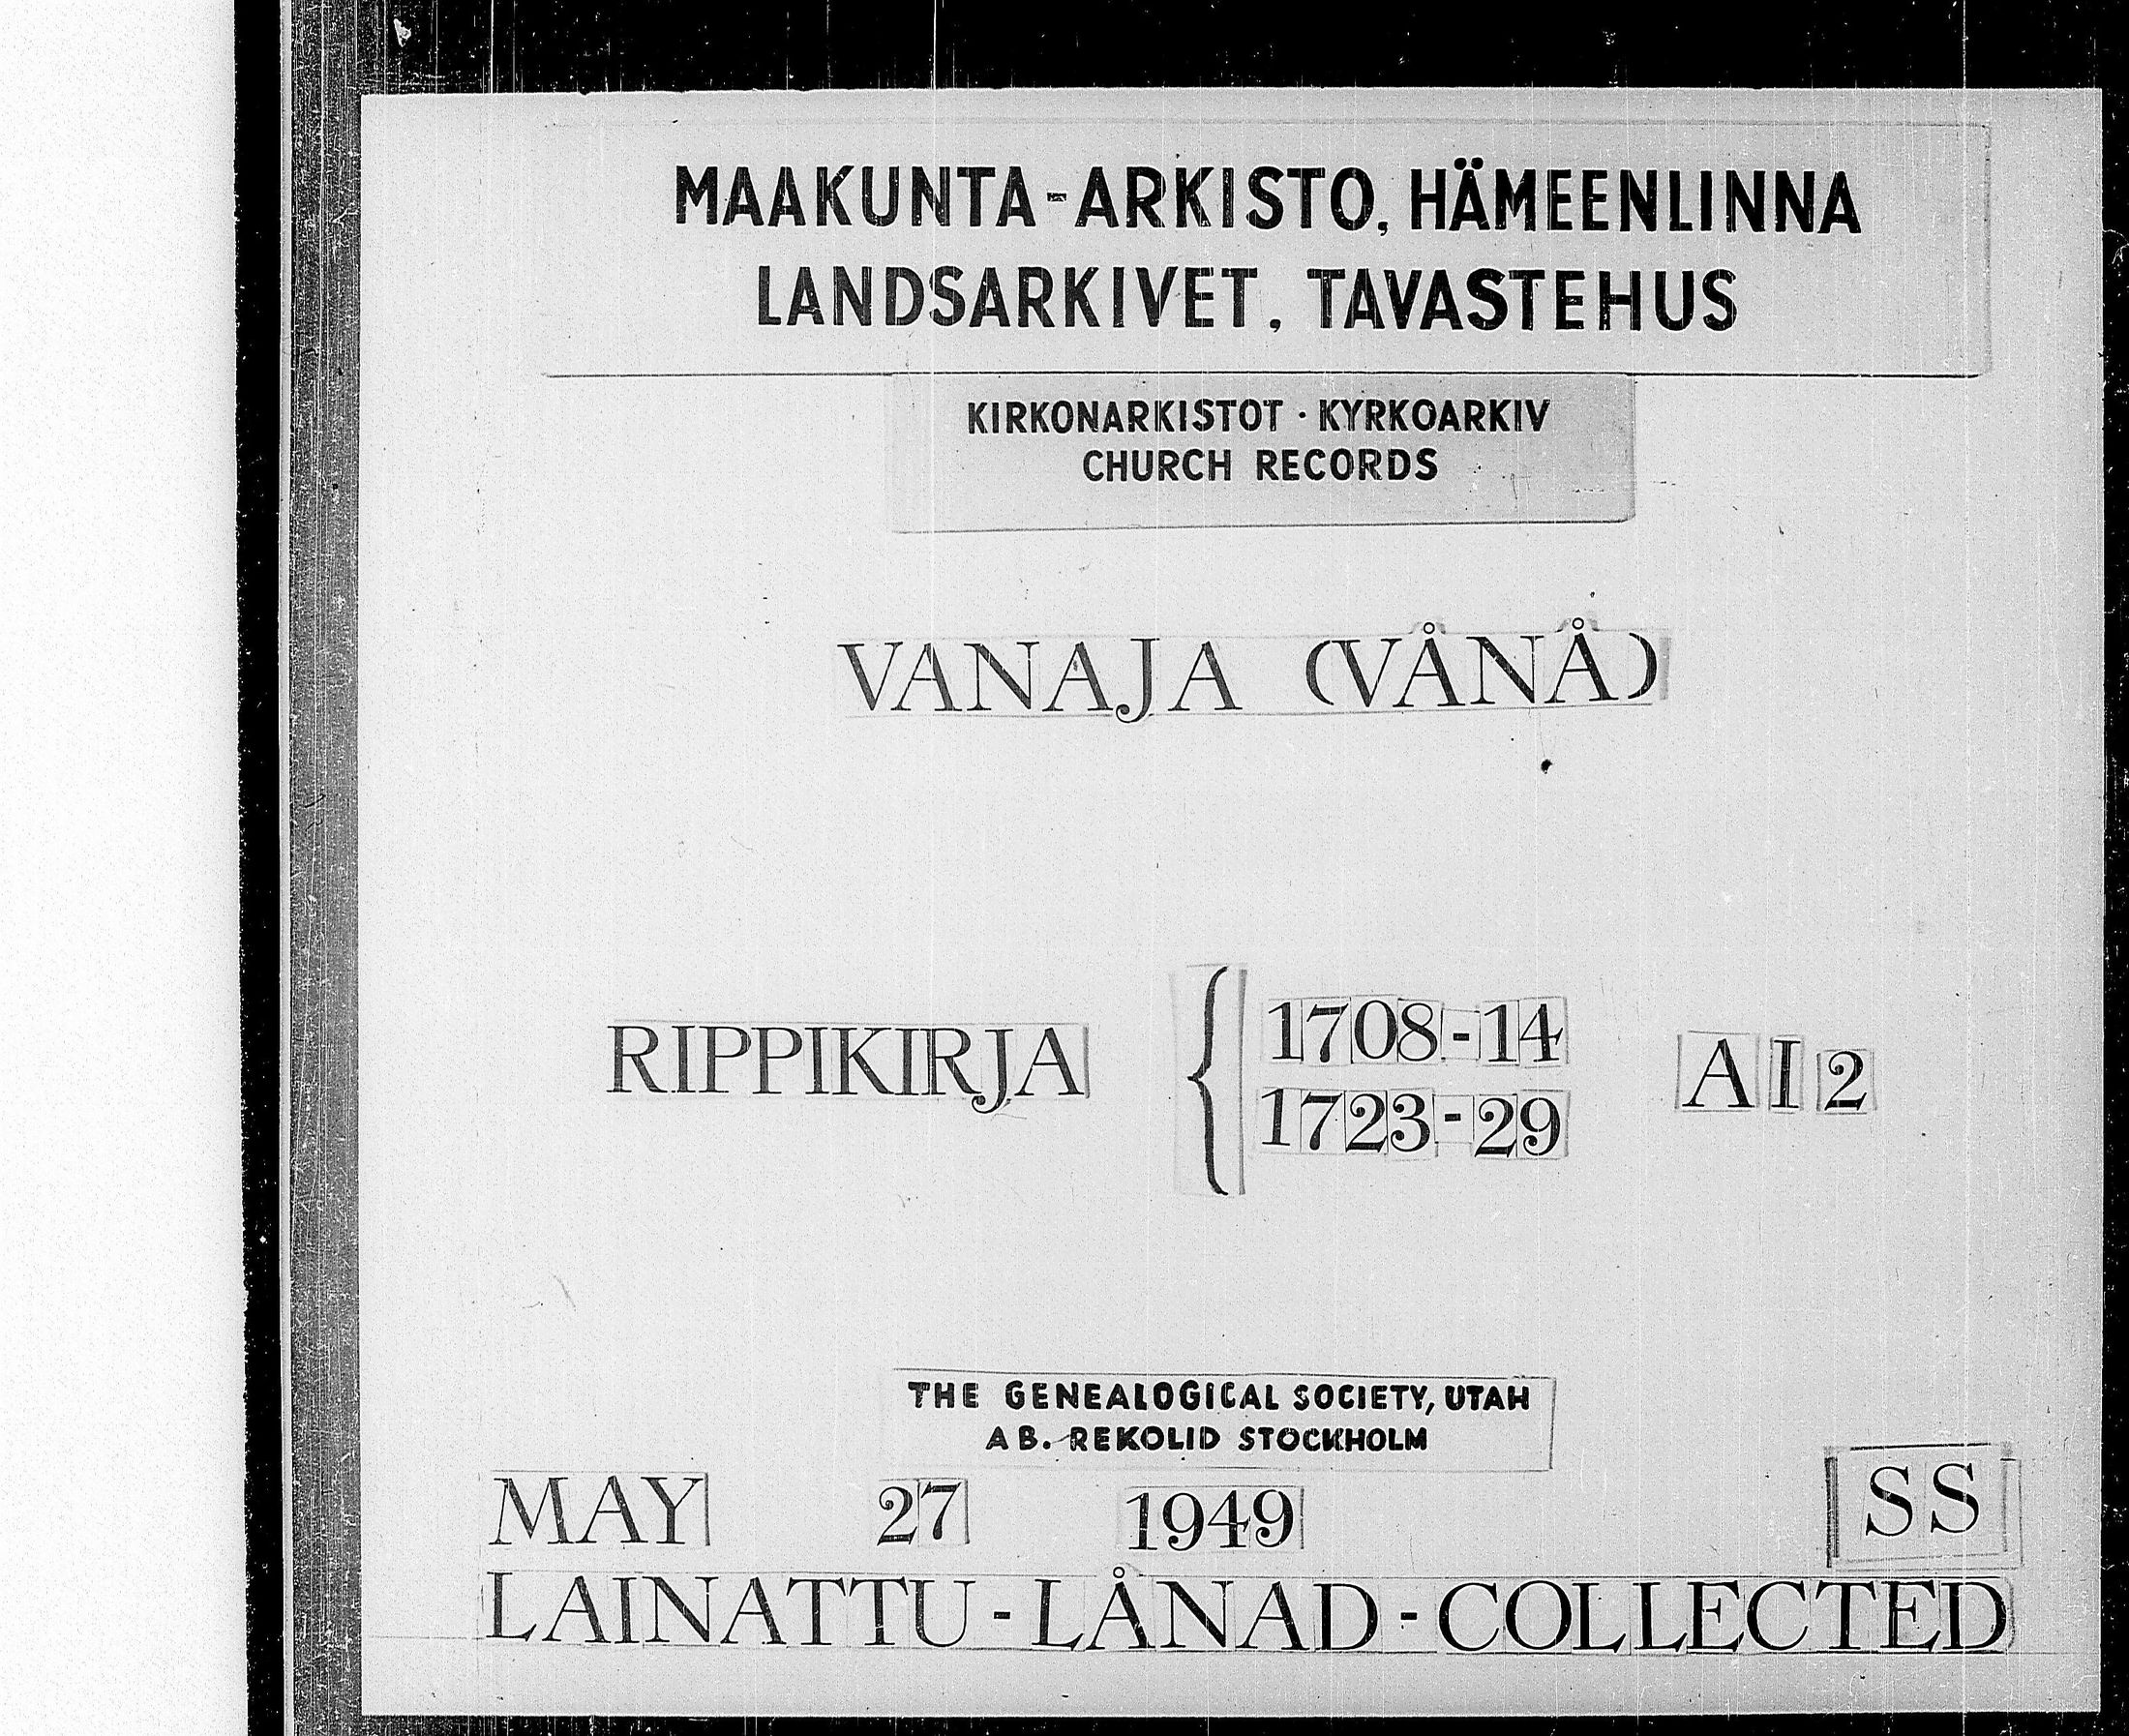 MAAKUNTA-ARKISTO, HÄMEENLINNA
LANDSARKIVET, TAVASTEHUS
KIRKONARKISTOT · KYRKOARKIV
CHURCH RECORDS
VANAJA (VÅNÅ)
RIPPIKIRJA { 1708-14
1723-29
A I 2
THE GENEALOGICAL SOCIETY, UTAH
AB. REKOLID STOCKHOLM
MAY 27 1949
SS
LAINATTU-LÅNAD-COLLECTED